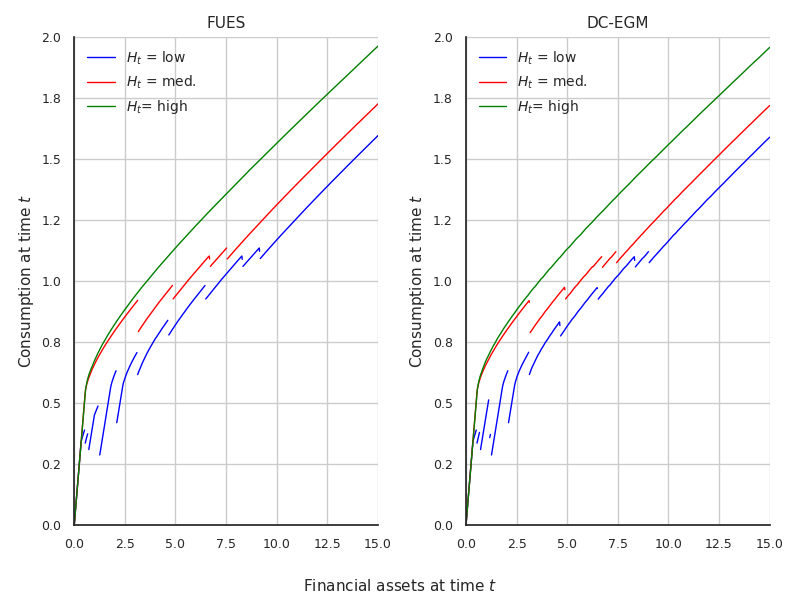 FUES
DC-EGM
2.0
1.8
1.5
1.2
1.0
0.8
0.5
0.2
0.0
2.0
1.8
1.5
1.2
1.0
0.8
0.5
0.2
0.0
Consumption at time t
Consumption at time t
H_t = low
H_t = med.
H_t= high
H_t = low
H_t = med.
H_t= high
0.0 2.5 5.0 7.5 10.0 12.5 15.0
0.0 2.5 5.0 7.5 10.0 12.5 15.0
Financial assets at time t